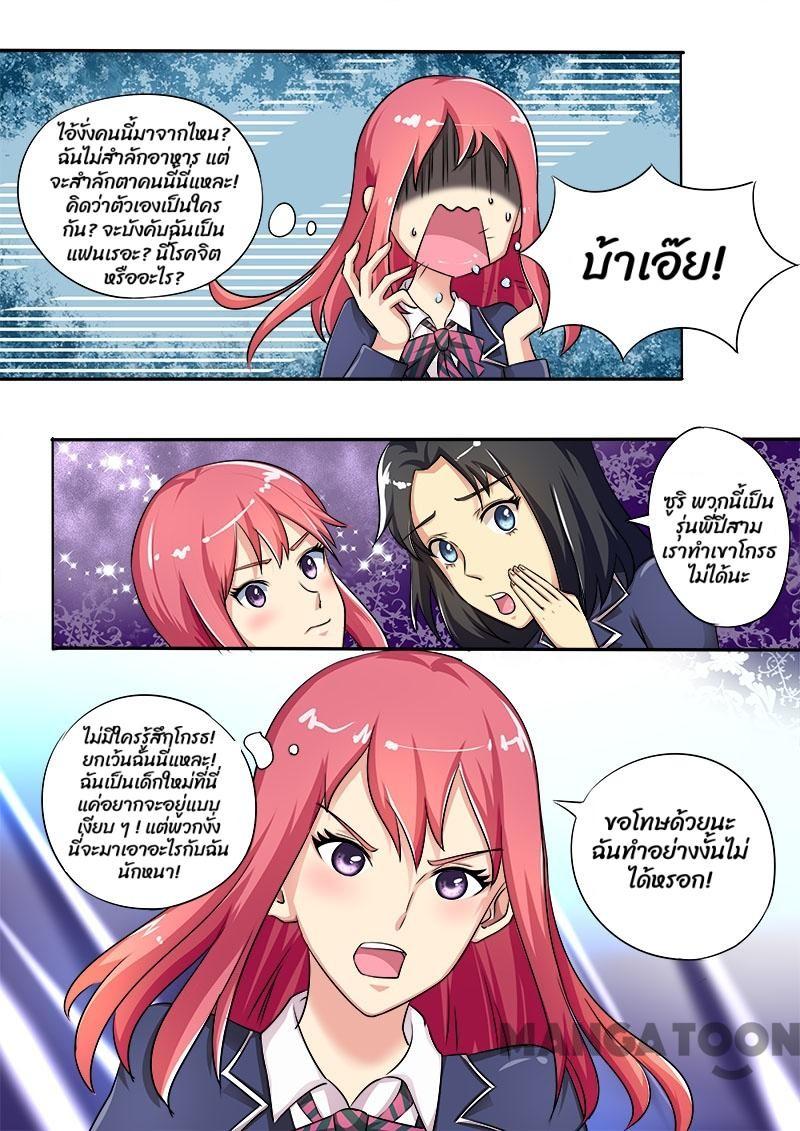 ไอ้งั่งคนนี้มาจากไหน?
ฉันไม่สำลักอาหาร แต่
จะสำลักตาคนนี้นี่แหละ!
คิดว่าตัวเองเป็นใคร
กัน? จะบังคับฉันเป็น
แฟนเรอะ? นี่โรคจิต
หรืออะไร?
บ้าเอ๊ย!
ซูริ พวกนี้เป็น
รุ่นพี่ปีสาม
เราทำเขาโกรธ
ไม่ได้นะ
ไม่มีใครรู้สึกโกรธ!
ยกเว้นฉันนี่แหละ!
ฉันเป็นเด็กใหม่ที่นี่
แค่อยากจะอยู่แบบ
เงียบ ๆ ! แต่พวกงั่ง
นี่จะมาเอาอะไรกับฉัน
นักหนา!
ขอโทษด้วยนะ
ฉันทำอย่างงั้นไม่
ได้หรอก!
MANGATOON